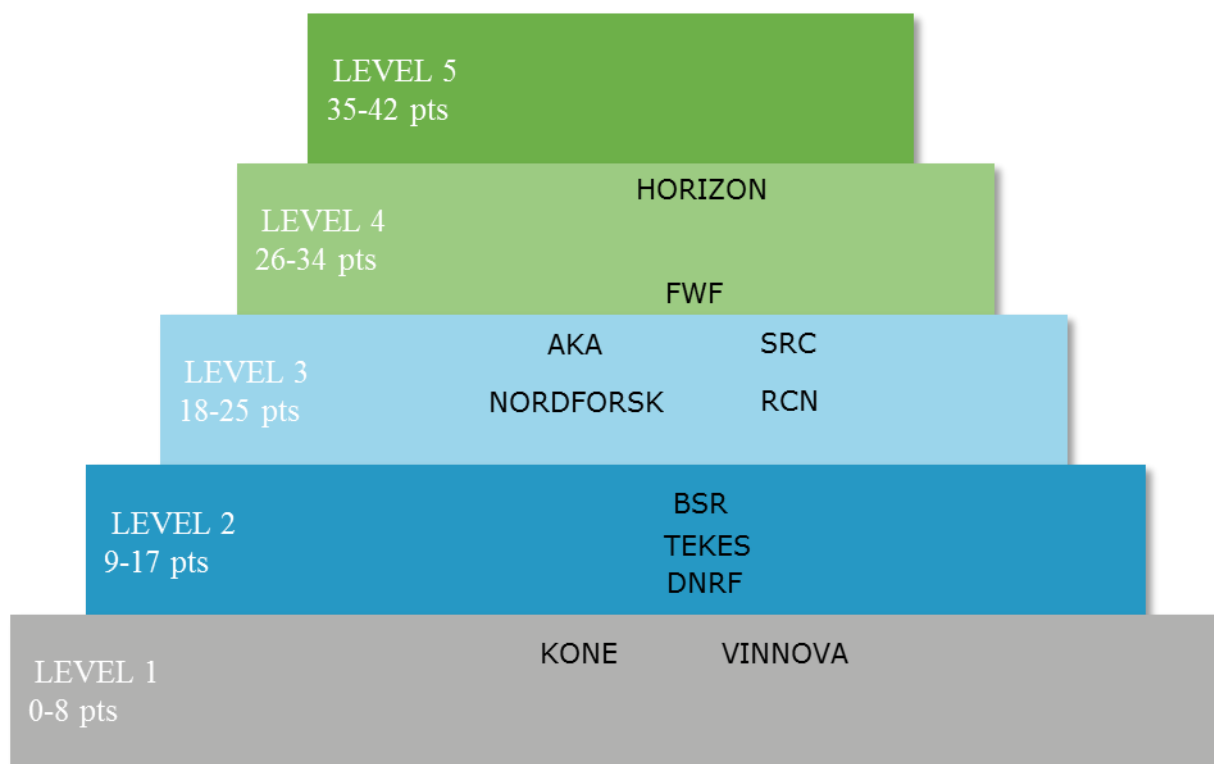 LEVEL 5
35-42 pts
HORIZON
LEVEL 4
26-34 pts
FWF
AKA SRC
LEVEL 3
18-25 pts
NORDFORSK RCN
BSR
LEVEL 2
9-17 pts
TEKES
DNRF
KONE VINNOVA
LEVEL 1
0-8 pts